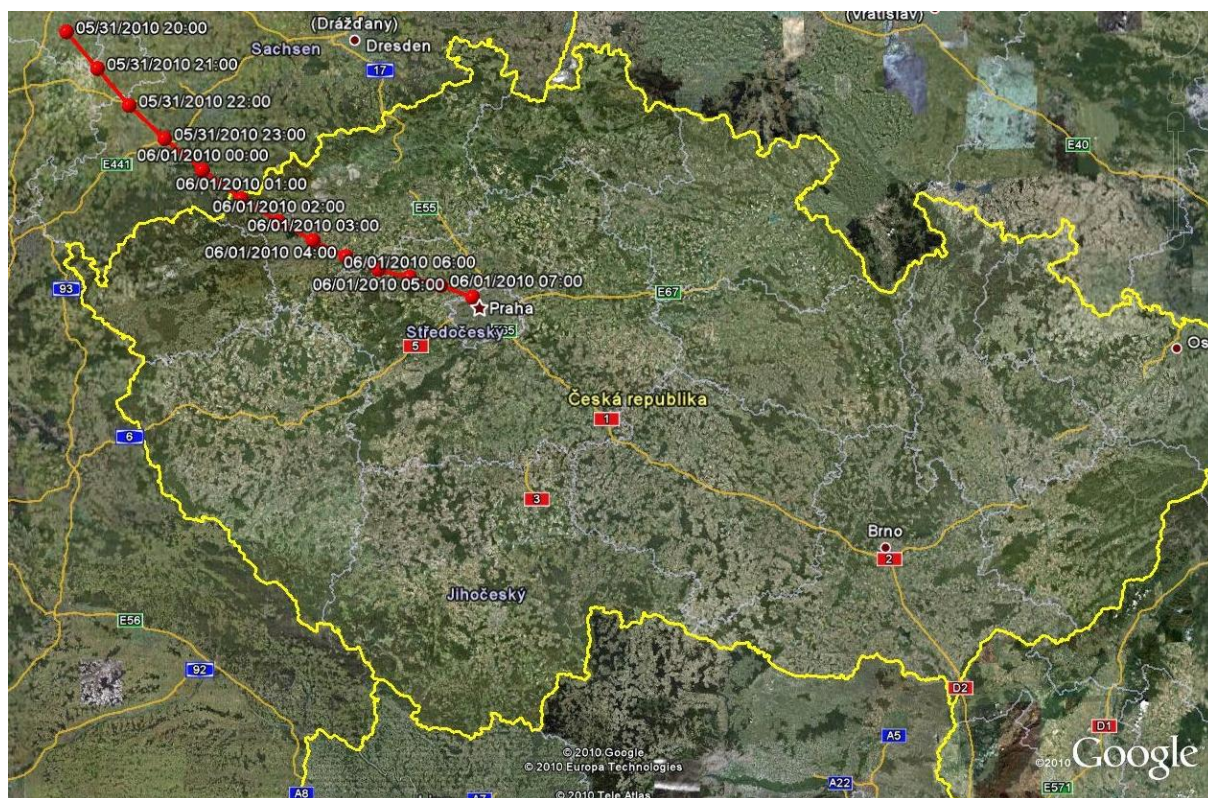 (Drážďany)
Dresden
(Vratislav)
05/31/2010 20:00
Sachsen
17
05/31/2010 21:00
05/31/2010 22:00
05/31/2010 23:00
E441
06/01/2010 00:00
E40
06/01/2010 01:00
06/01/2010 02:00
E55
06/01/2010 03:00
06/01/2010 04:00
06/01/2010 06:00
06/01/2010 05:00
06/01/2010 07:00
93
E67
Praha
Středočeský
5
Os
Česká republika
1
6
3
Brno
2
Jihočeský
E56
92
D2
D1
A5
© 2010 Google
© 2010 Europa Technologies
© 2010 Tele Atlas
©2010 Google
A22
E571
A8
A7